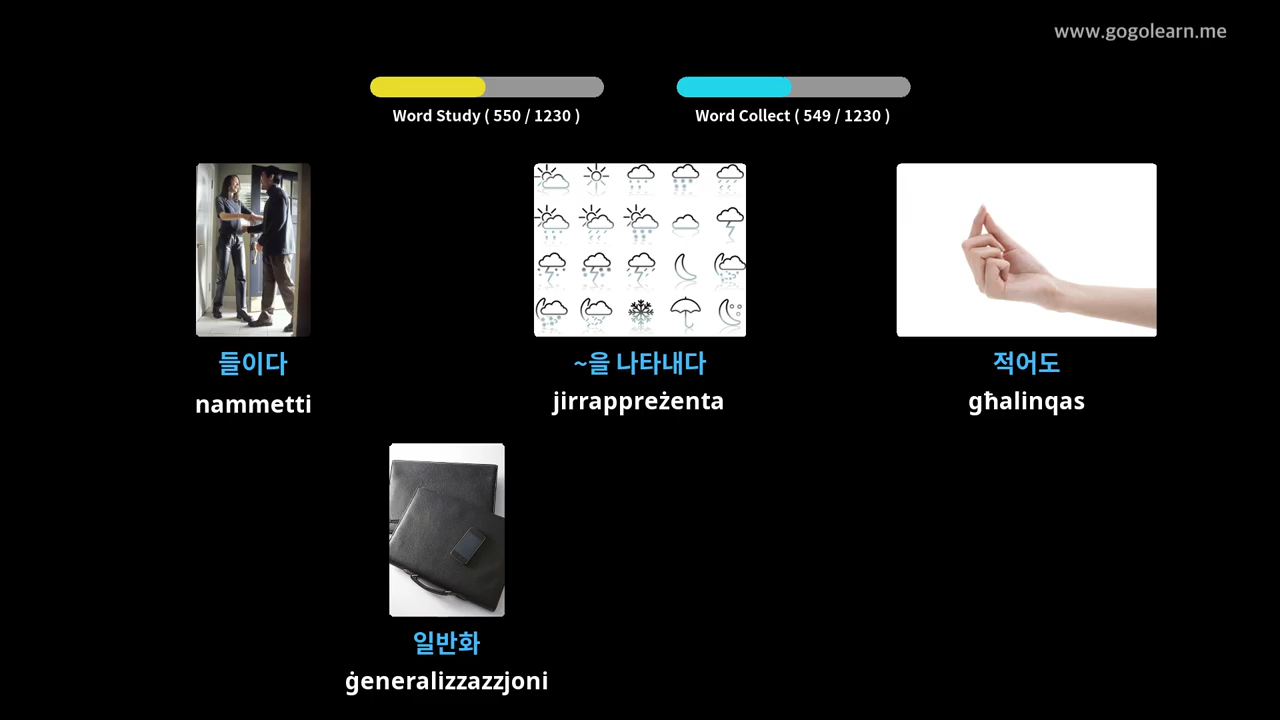 www.gogolearn.me
Word Study ( 550 / 1230 )
Word Collect ( 549 / 1230 )
들이다
nammetti
~을 나타내다
jirrappreżenta
적어도
għalinqas
일반화
ġeneralizzazzjoni